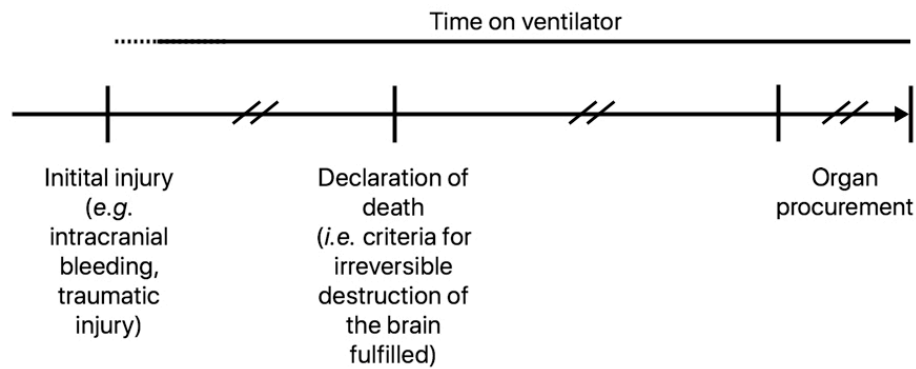 Time on ventilator
Initital injury
(e.g.
intracranial
bleeding,
traumatic
injury)
Declaration of
death
(i.e. criteria for
irreversible
destruction of
the brain
fulfilled)
Organ
procurement